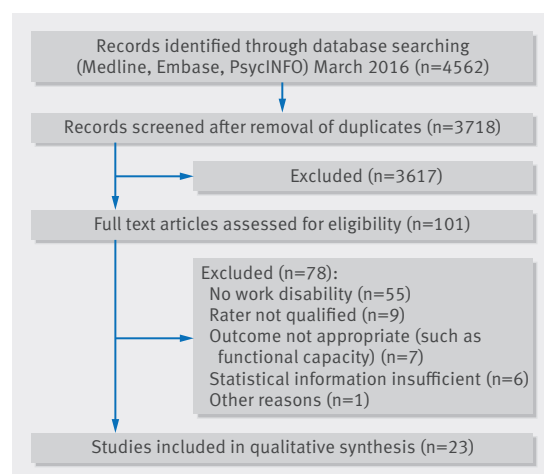 Records identified through database searching
(Medline, Embase, PsycINFO) March 2016 (n=4562)
Records screened after removal of duplicates (n=3718)
Excluded (n=3617)
Full text articles assessed for eligibility (n=101)
Excluded (n=78):
No work disability (n=55)
Rater not qualified (n=9)
Outcome not appropriate (such as
functional capacity) (n=7)
Statistical information insufficient (n=6)
Other reasons (n=1)
Studies included in qualitative synthesis (n=23)